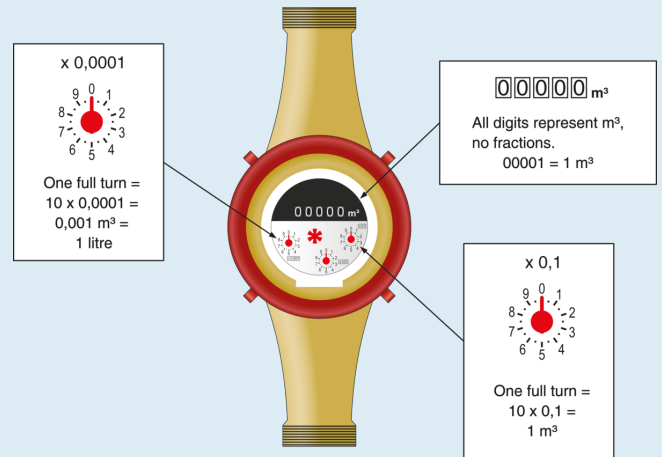 x 0,0001
0
1
2
3
4
5
6
7
8
9
One full turn =
10 x 0,0001 =
0,001 m³ =
1 litre
00000 m³
All digits represent m³,
no fractions.
00001 = 1 m³
00000 m³
x 0,1
0
1
2
3
4
5
6
7
8
9
One full turn =
10 x 0,1 =
1 m³